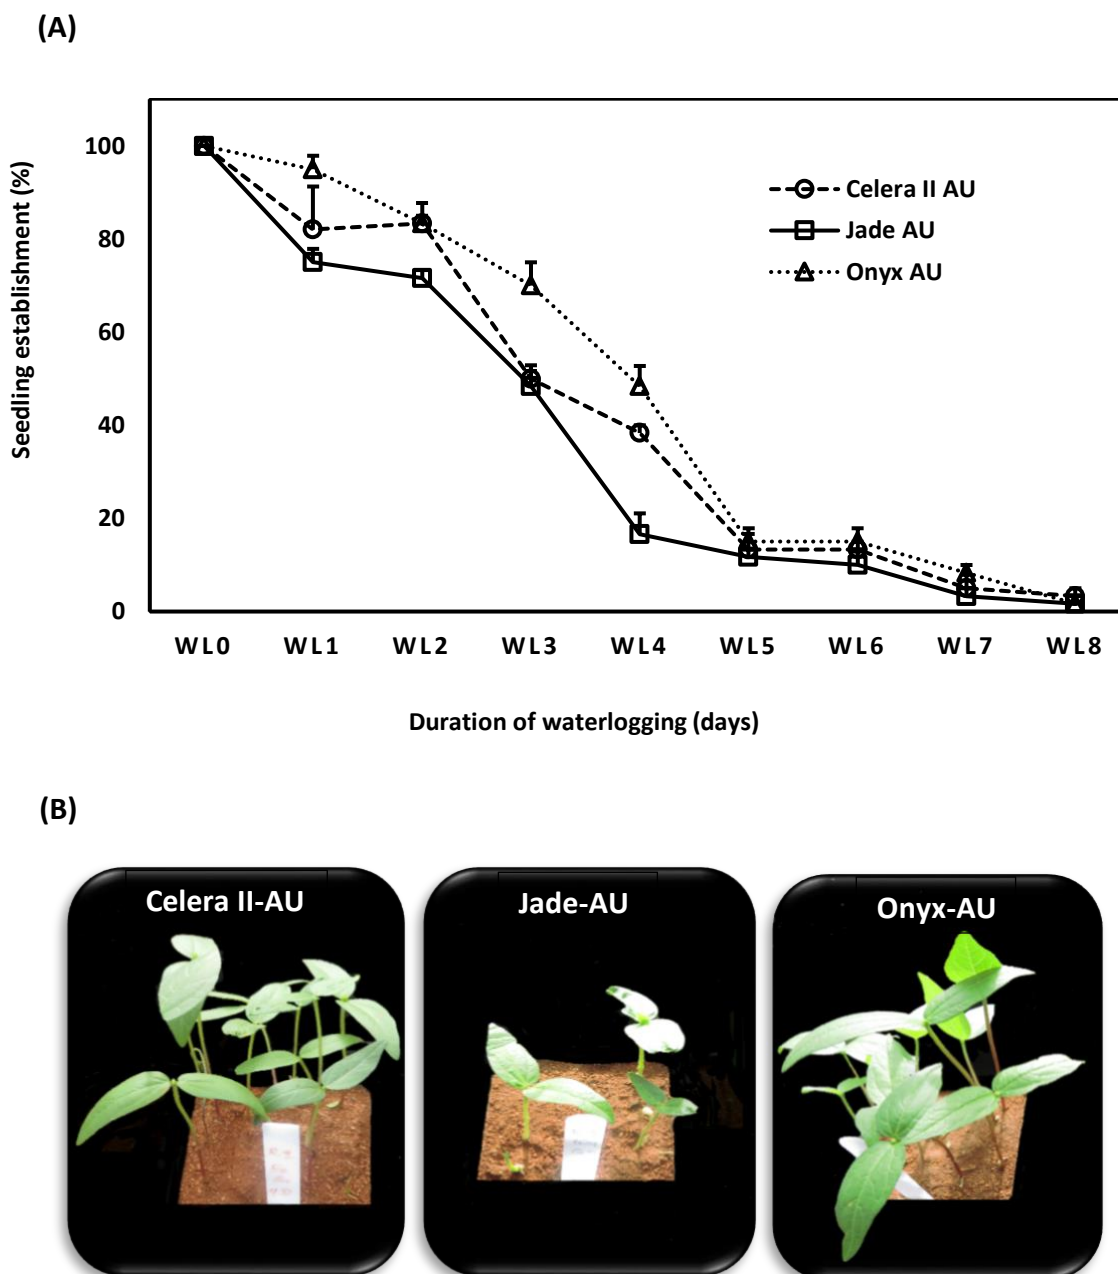 (A)
Seedling establishment (%)
100
80
60
40
20
0
Celera II AU
Jade AU
Onyx AU
WL0 WL1 WL2 WL3 WL4 WL5 WL6 WL7 WL8
Duration of waterlogging (days)
(B)
Celera II-AU Jade-AU Onyx-AU